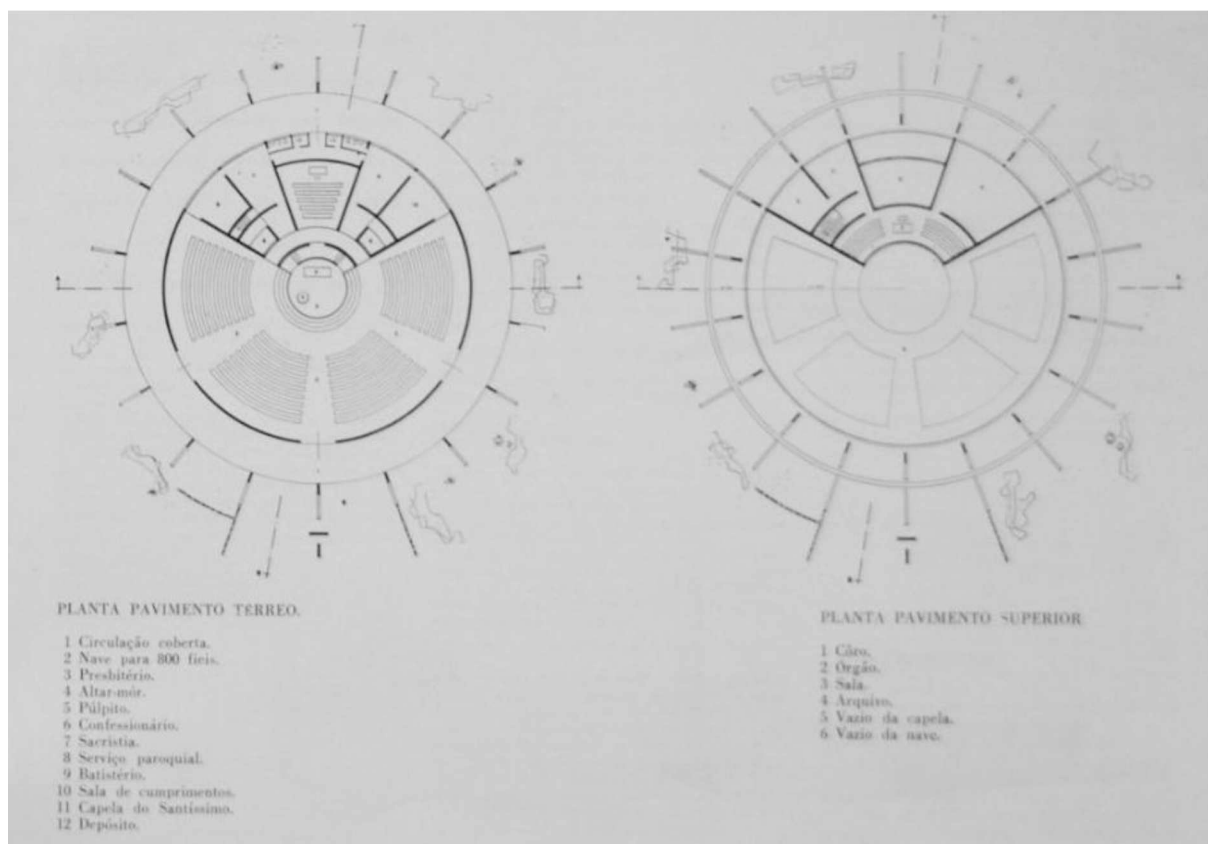 PLANTA PAVIMENTO TÉRREO.
1 Circulação coberta.
2 Nave para 800 fieis.
3 Presbitério.
4 Altar-mór.
5 Púlpito.
6 Confessionário.
7 Sacristia.
8 Serviço paroquial.
9 Batistério.
10 Sala de cumprimentos.
11 Capela do Santíssimo.
12 Depósito.
PLANTA PAVIMENTO SUPERIOR
1 Côro.
2 Órgão.
3 Sala.
4 Arquivo.
5 Vazio da capela.
6 Vazio da nave.